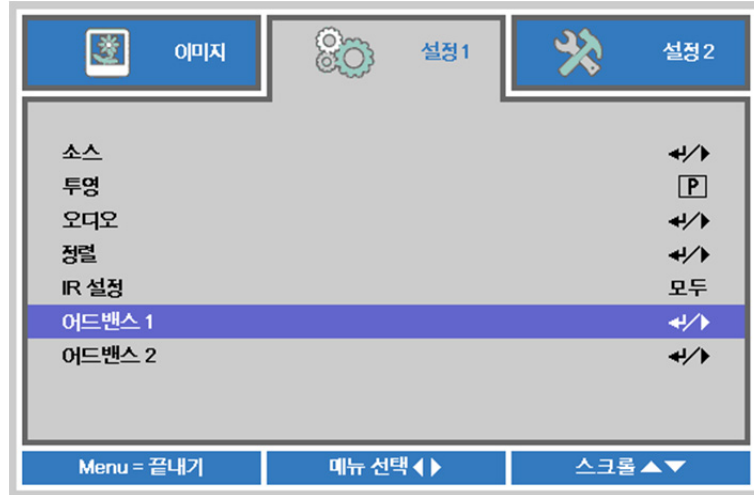 이미지 설정1 설정2
소스 ↵/▶
투영 P
오디오 ↵/▶
정렬 ↵/▶
IR 설정 모두
어드밴스 1 ↵/▶
어드밴스 2 ↵/▶
Menu = 끝내기 메뉴 선택 ◀▶ 스크롤 ▲▼